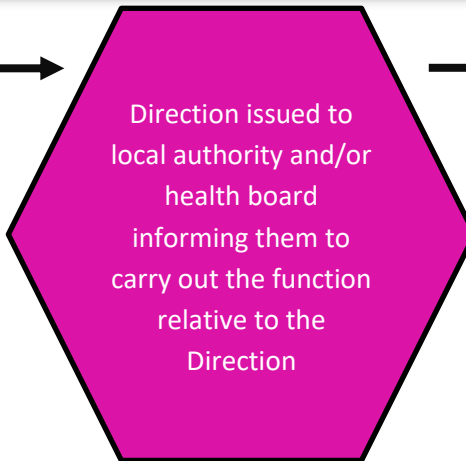 Direction issued to
local authority and/or
health board
informing them to
carry out the function
relative to the
Direction